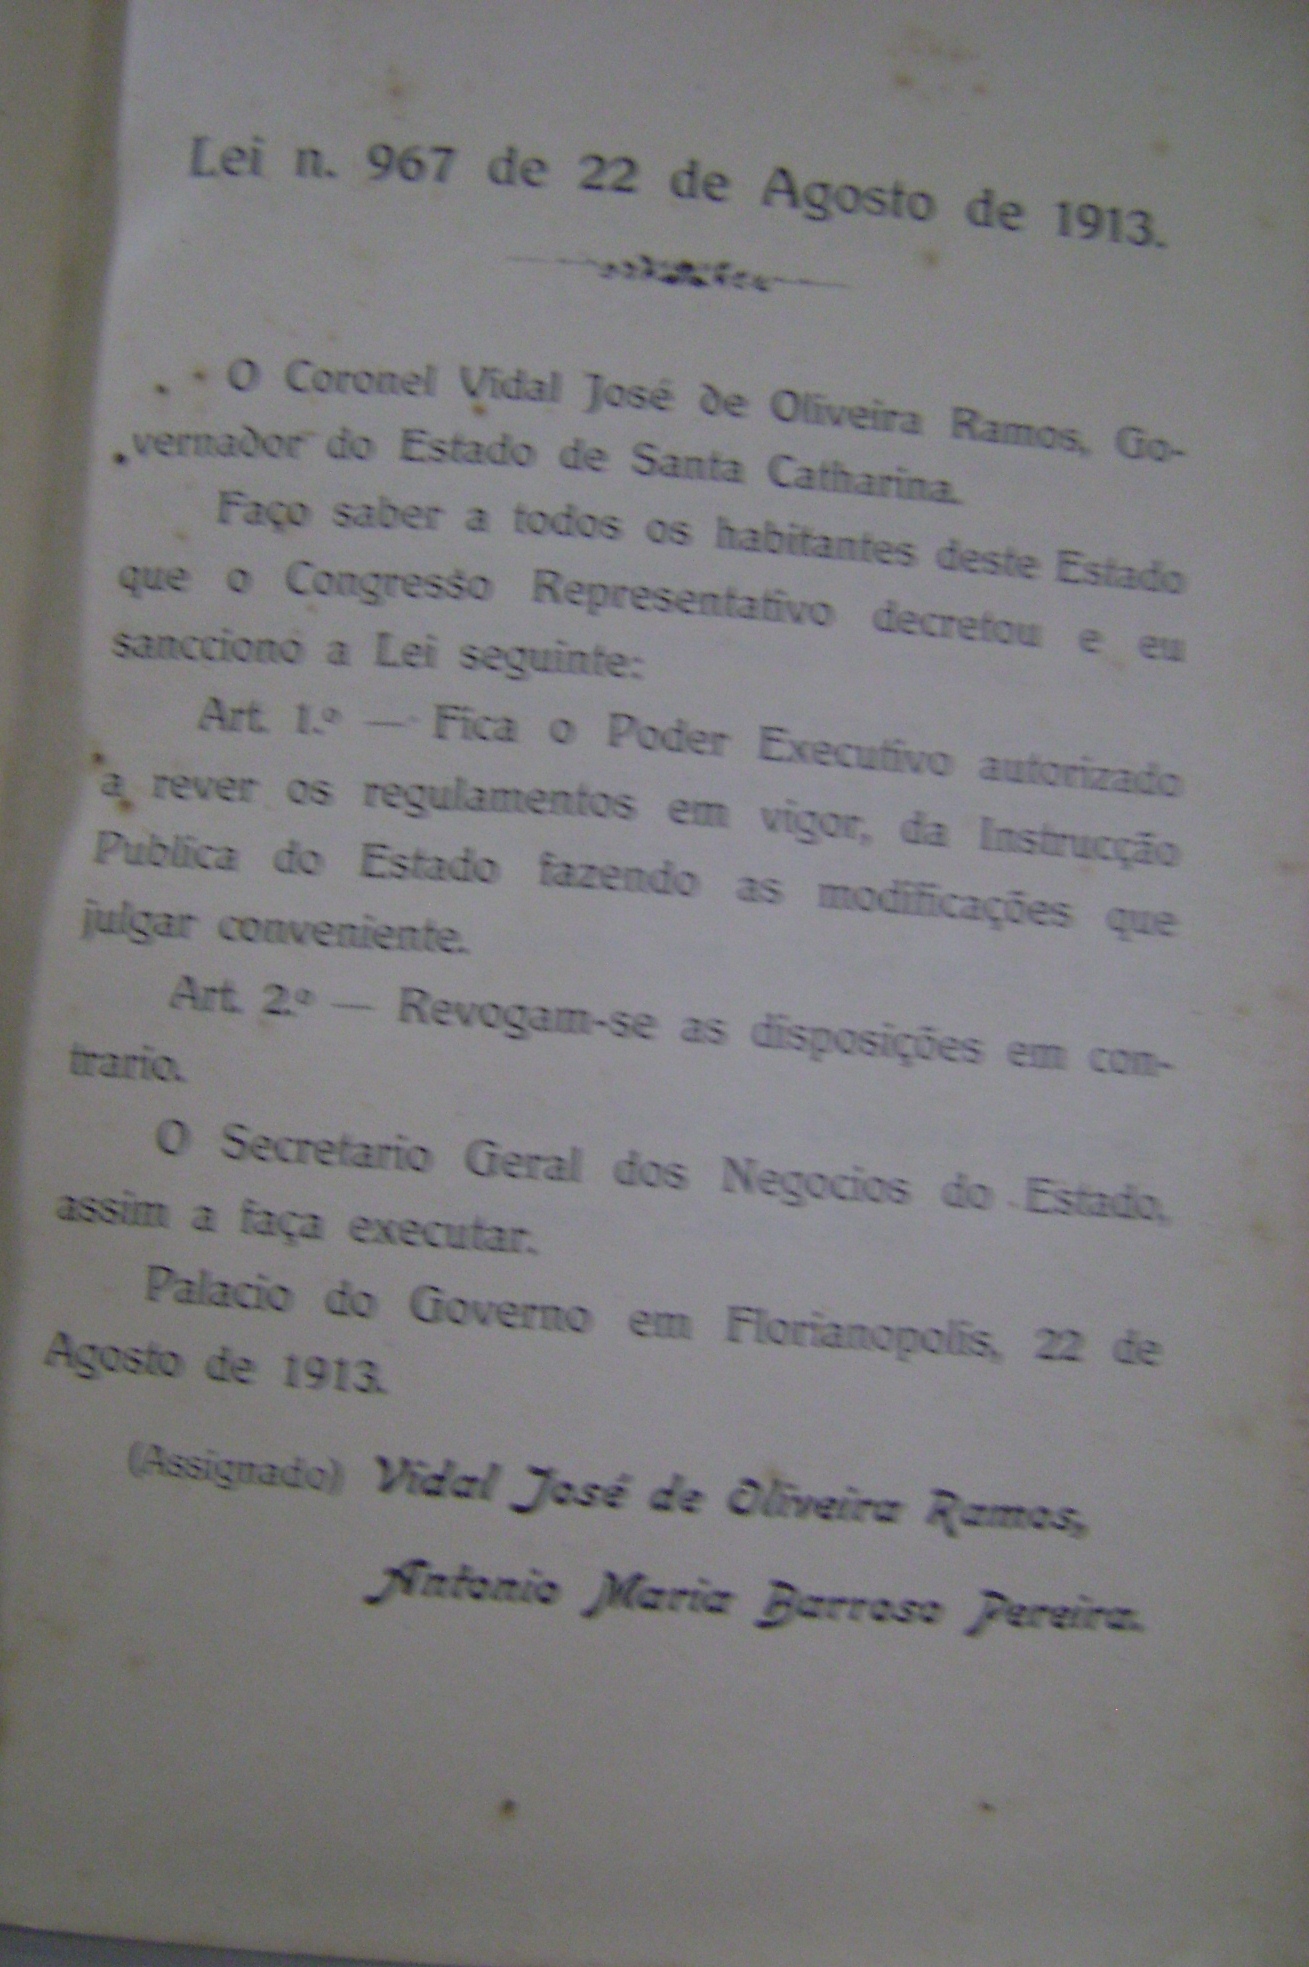 Lei n. 967 de 22 de Agosto de 1913.
O Coronel Vidal José de Oliveira Ramos, Go-
vernador do Estado de Santa Catharina.
Faço saber a todos os habitantes deste Estado
que o Congresso Representativo decretou e eu
sancciono a Lei seguinte:
Art. 1.º — Fica o Poder Executivo autorizado
a rever os regulamentos em vigor, da Instrucção
Publica do Estado fazendo as modificações que
julgar conveniente.
Art. 2.º — Revogam-se as disposições em con-
trario.
O Secretario Geral dos Negocios do Estado,
assim a faça executar.
Palacio do Governo em Florianopolis, 22 de
Agosto de 1913.
(Assignado) Vidal José de Oliveira Ramos,
Antonio Maria Barroso Pereira.